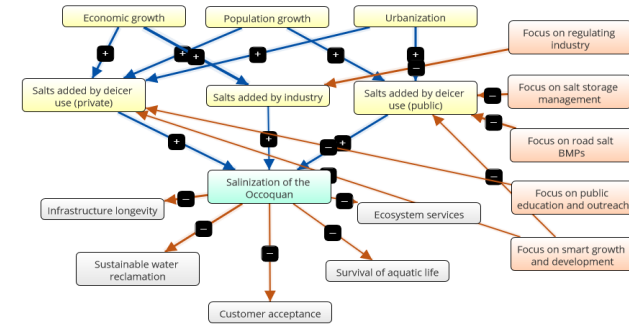 Economic growth
Population growth
Urbanization
Focus on regulating
industry
Salts added by deicer
use (private)
Salts added by industry
Salts added by deicer
use (public)
Focus on salt storage
management
Focus on road salt
BMPs
Salinization of the
Occoquan
Focus on public
education and outreach
Infrastructure longevity
Ecosystem services
Focus on smart growth
and development
Sustainable water
reclamation
Survival of aquatic life
Customer acceptance